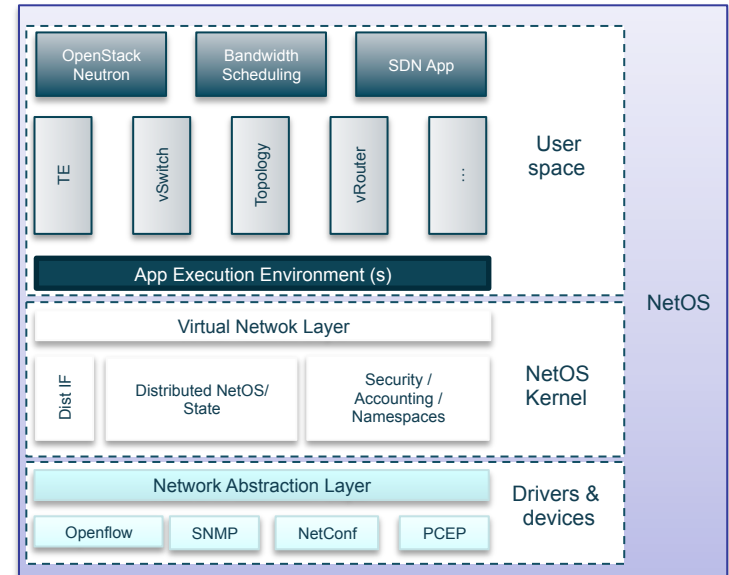 OpenStack
Neutron
Bandwidth
Scheduling
SDN App
TE
vSwitch
Topology
vRouter
...
User
space
App Execution Environment (s)
NetOS
Virtual Netwok Layer
Dist IF
Distributed NetOS/
State
Security /
Accounting /
Namespaces
NetOS
Kernel
Network Abstraction Layer
Openflow
SNMP
NetConf
PCEP
Drivers &
devices